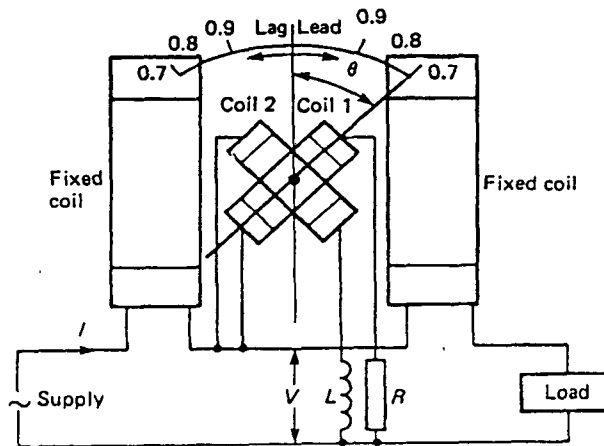 Lag Lead
0.9 0.9
0.8 0.8
0.7 θ 0.7
Coil 2 Coil 1
Fixed coil
Fixed coil
I
Supply
V
L
R
Load